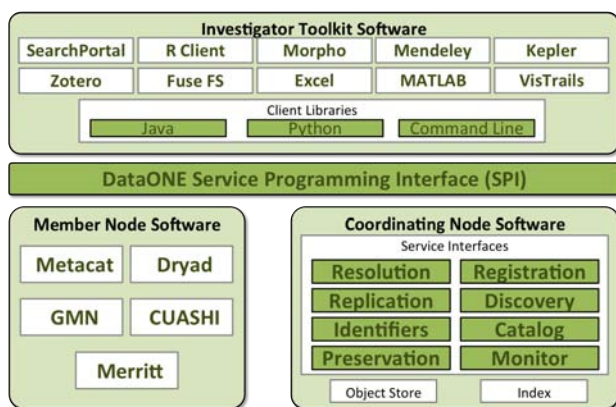 Investigator Toolkit Software
SearchPortal R Client Morpho Mendeley Kepler
Zotero Fuse FS Excel MATLAB VisTrails
Client Libraries
Java Python Command Line
DataONE Service Programming Interface (SPI)
Member Node Software
Metacat Dryad
GMN CUASHI
Merritt
Coordinating Node Software
Service Interfaces
Resolution Registration
Replication Discovery
Identifiers Catalog
Preservation Monitor
Object Store Index